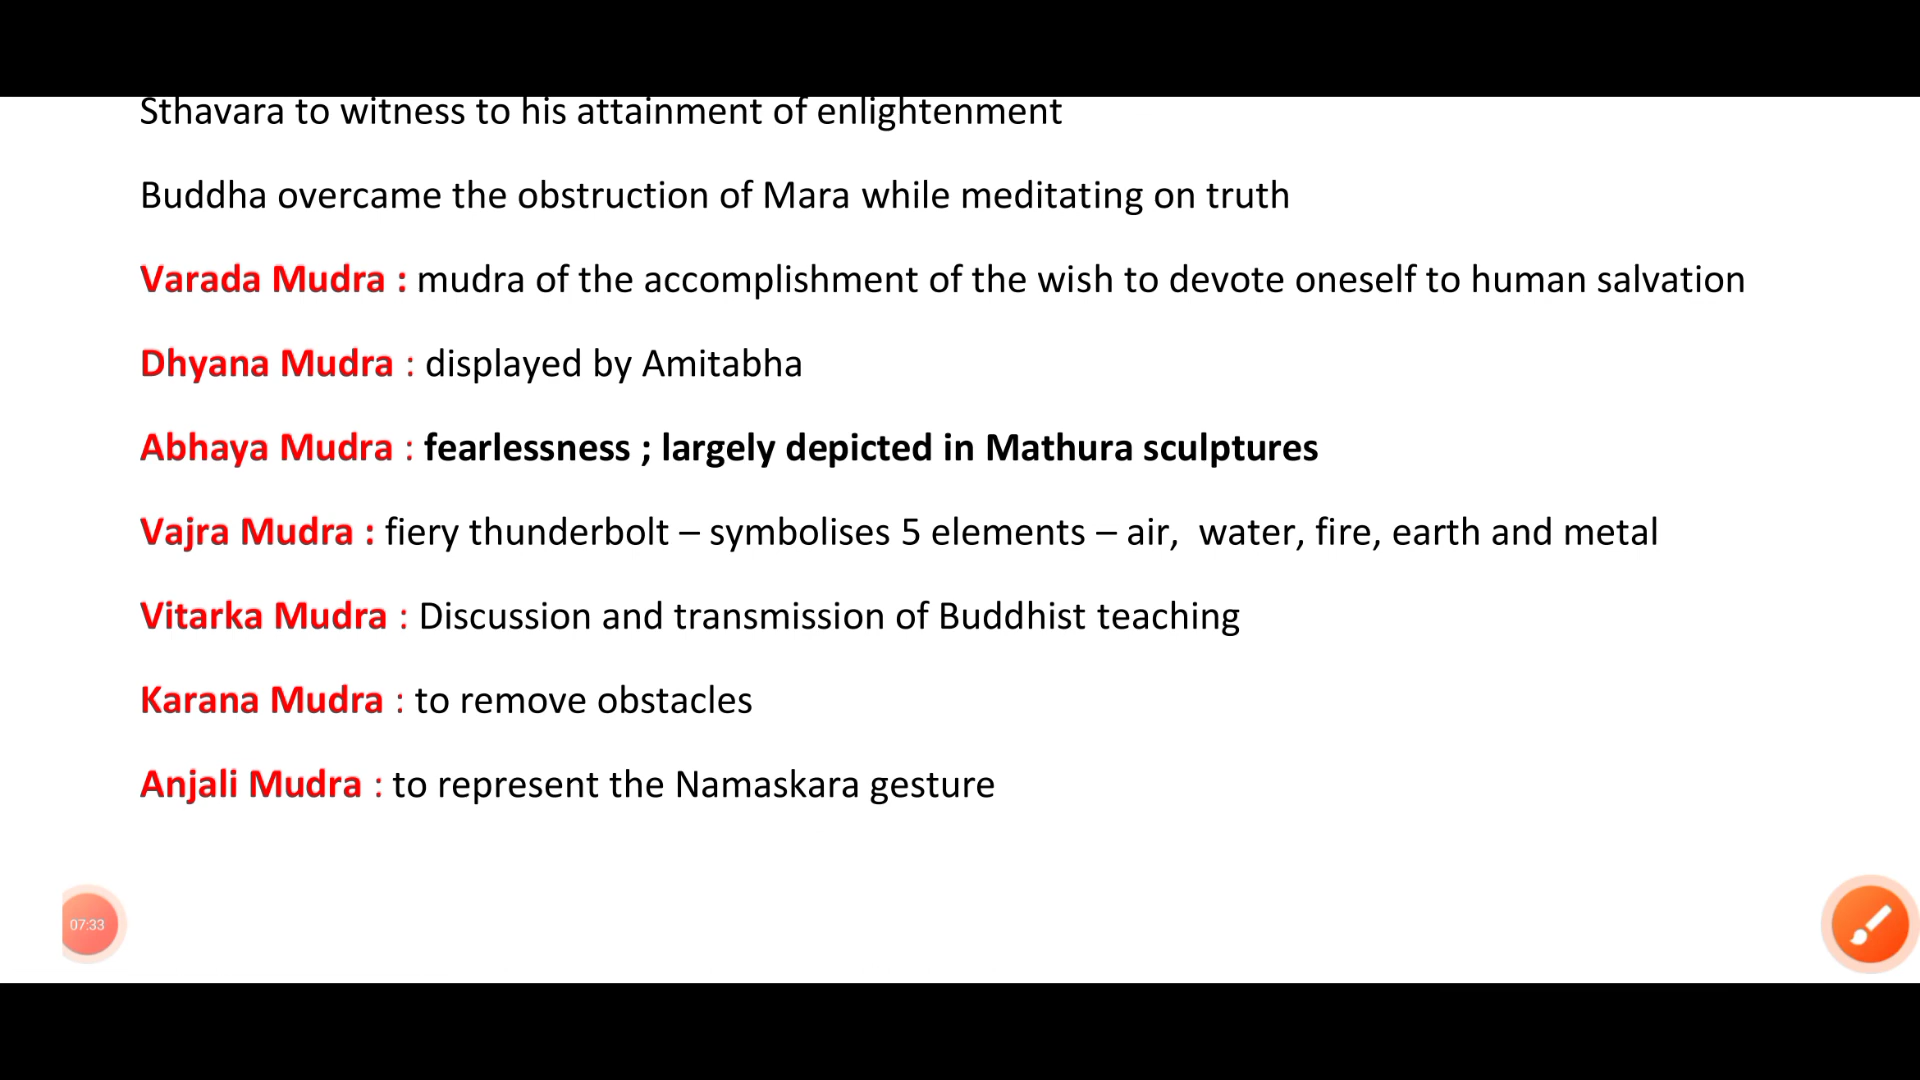 Sthavara to witness to his attainment of enlightenment
Buddha overcame the obstruction of Mara while meditating on truth
Varada Mudra : mudra of the accomplishment of the wish to devote oneself to human salvation
Dhyana Mudra : displayed by Amitabha
Abhaya Mudra : fearlessness ; largely depicted in Mathura sculptures
Vajra Mudra : fiery thunderbolt – symbolises 5 elements – air,  water, fire, earth and metal
Vitarka Mudra : Discussion and transmission of Buddhist teaching
Karana Mudra : to remove obstacles
Anjali Mudra : to represent the Namaskara gesture
07:33